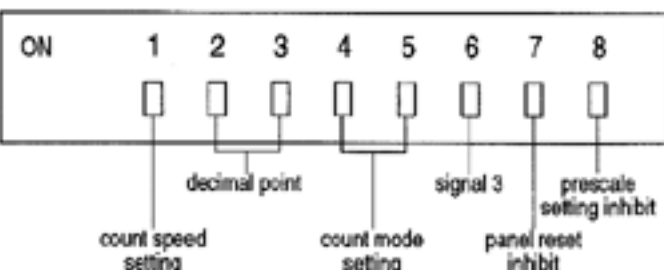 ON 1 2 3 4 5 6 7 8
decimal point
signal 3
prescale
setting inhibit
count speed
setting
count mode
setting
panel reset
inhibit